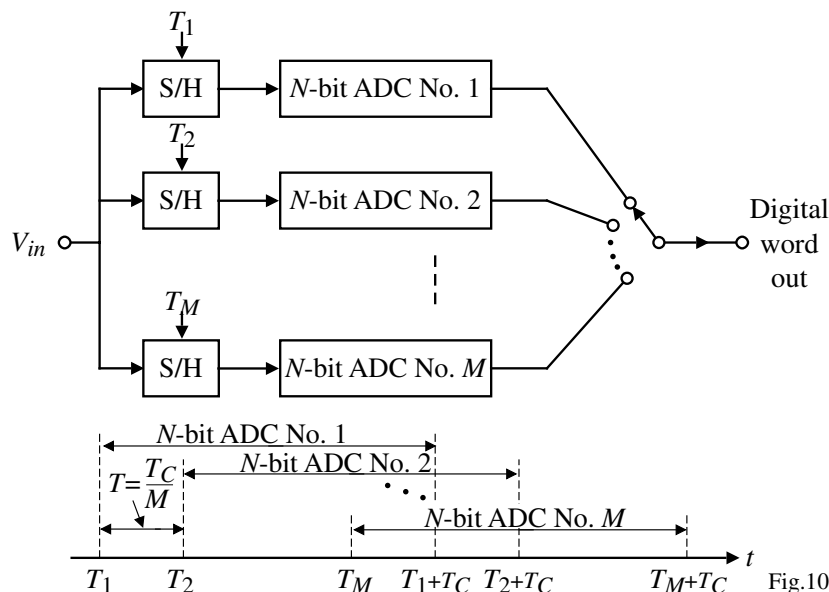 T1
S/H
N-bit ADC No. 1
T2
S/H
N-bit ADC No. 2
Vin
Digital
word
out
TM
S/H
N-bit ADC No. M
N-bit ADC No. 1
N-bit ADC No. 2
T=TC/M
N-bit ADC No. M
t
T1 T2 TM T1+TC T2+TC TM+TC
Fig.10